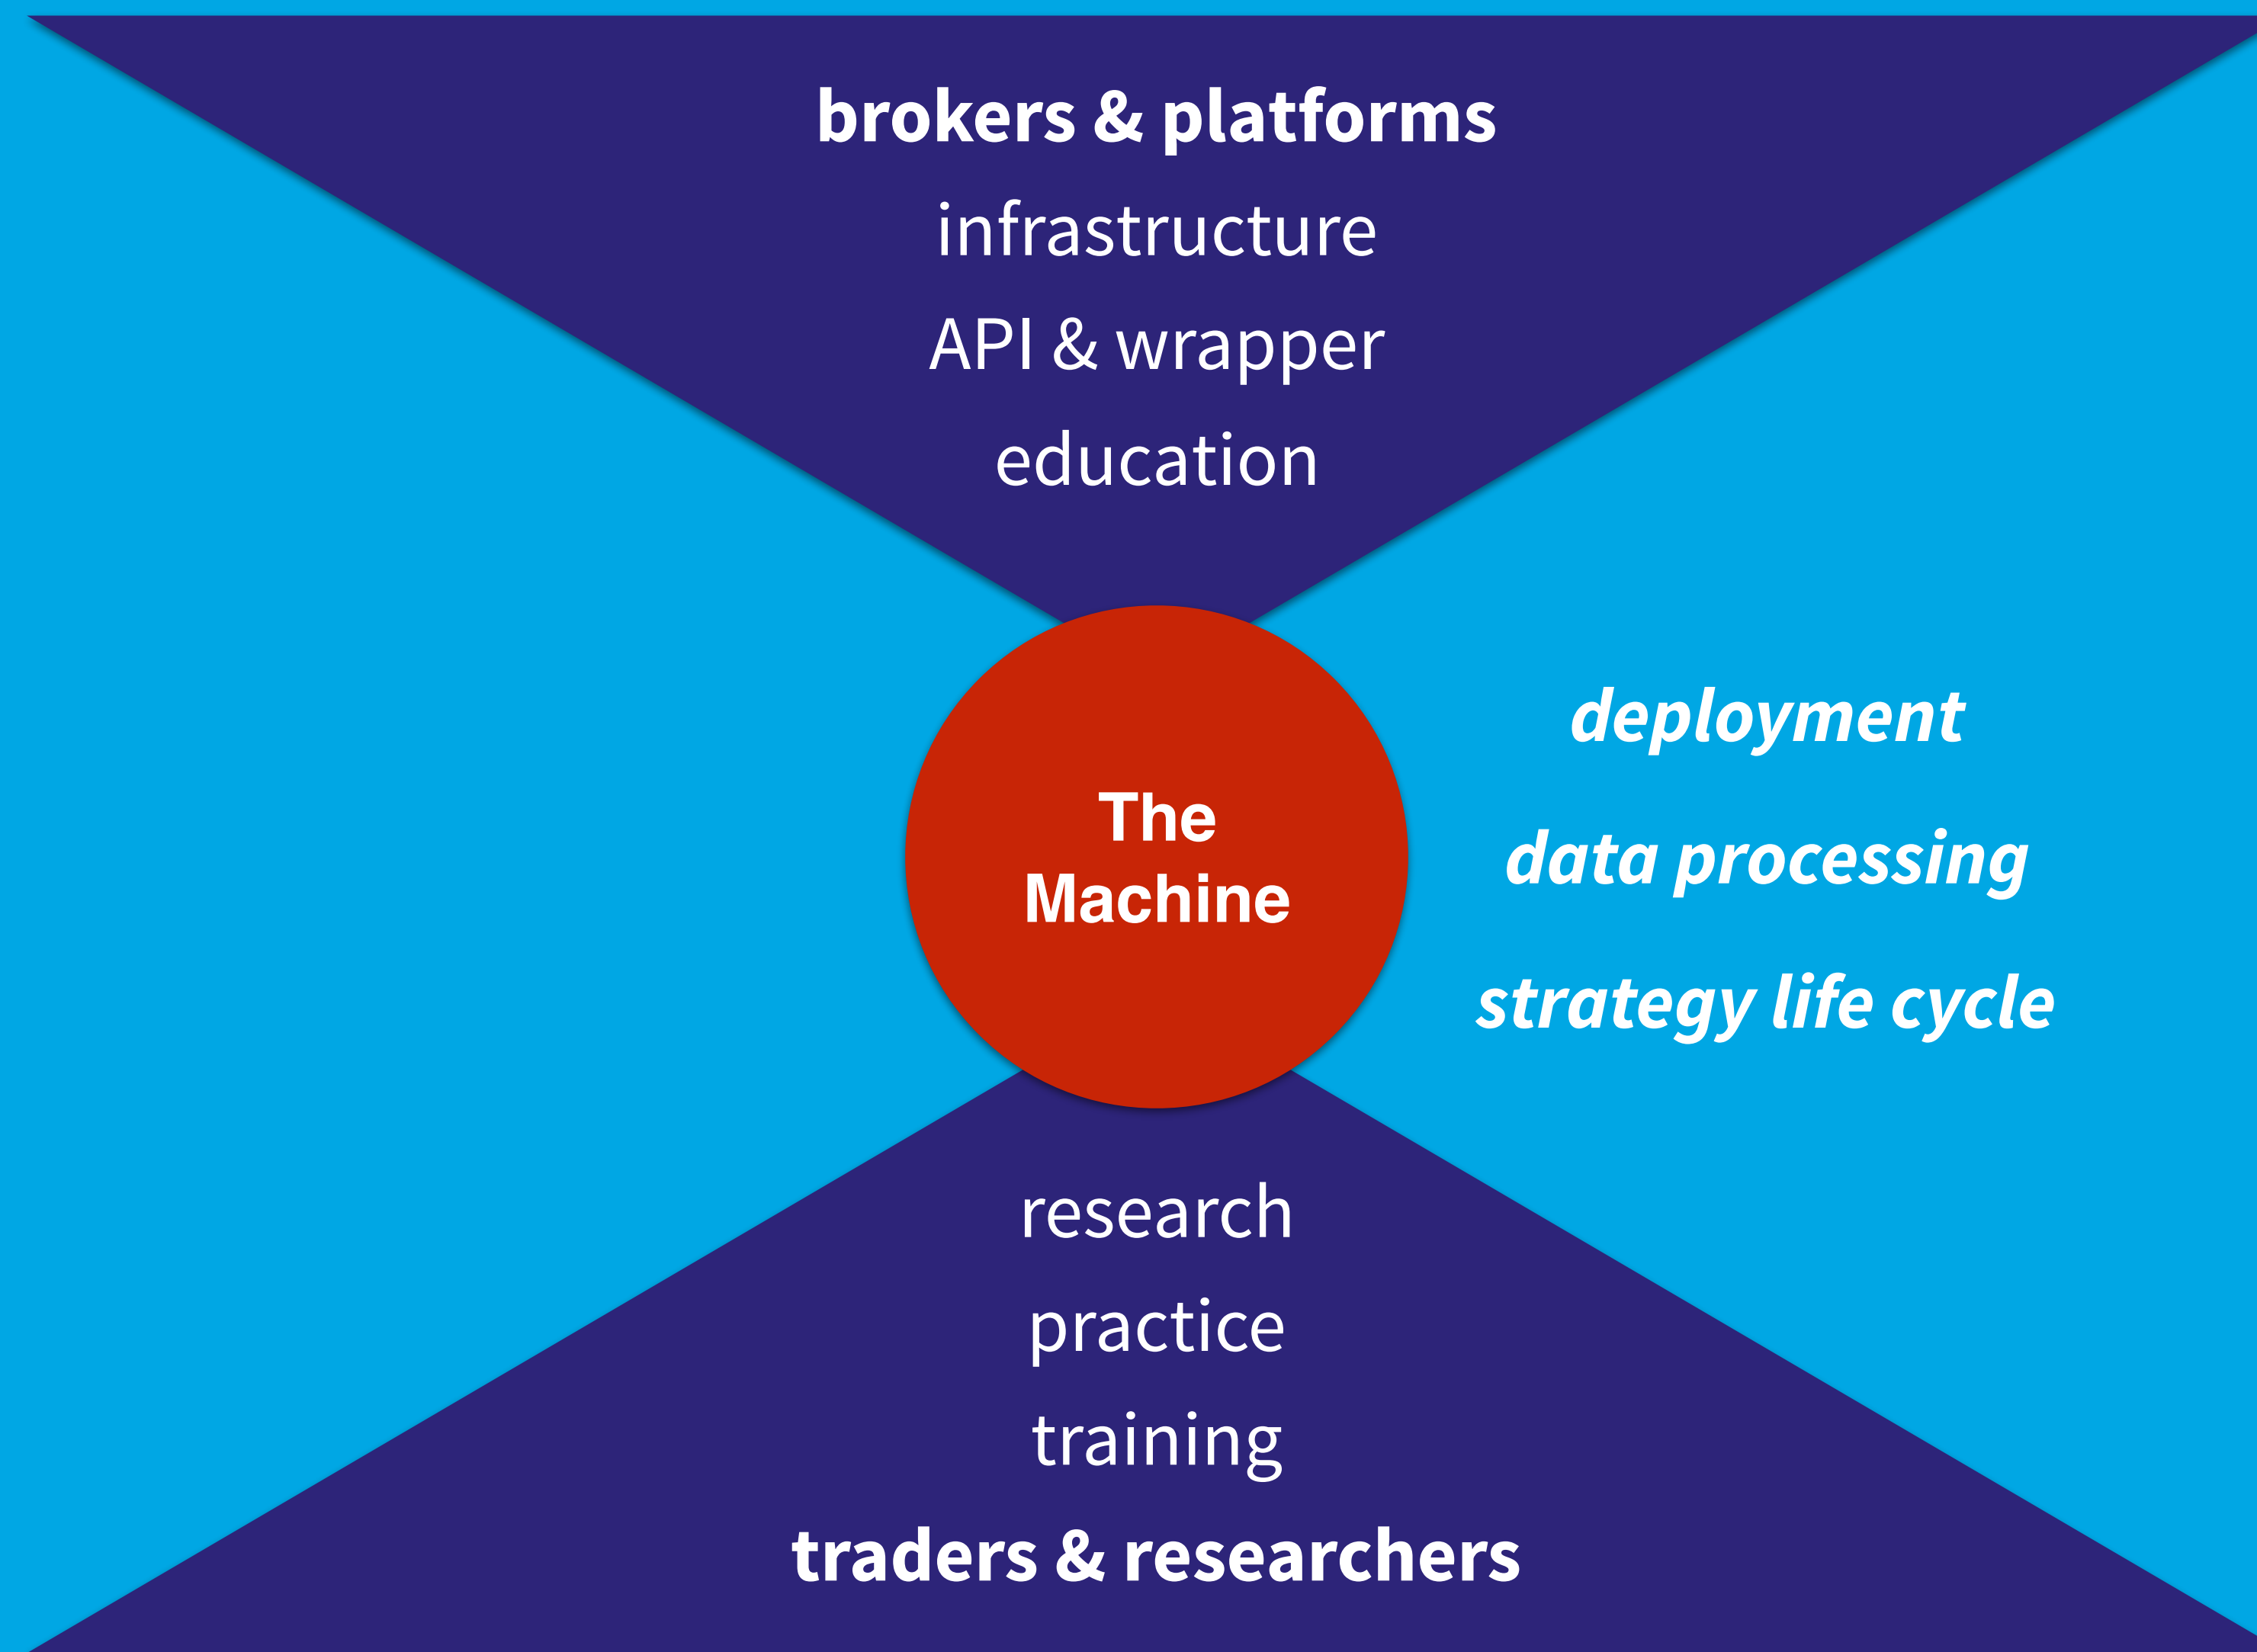 brokers & platforms
infrastructure
API & wrapper
education
The
Machine
deployment
data processing
strategy life cycle
research
practice
training
traders & researchers